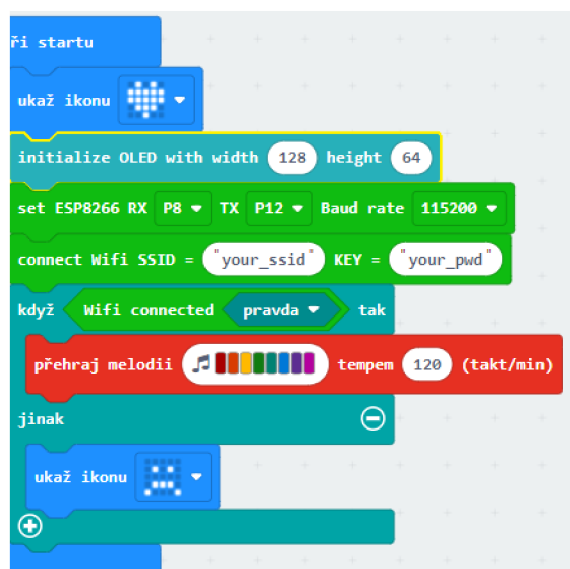 ři startu
ukaž ikonu
initialize OLED with width 128 height 64
set ESP8266 RX P8 TX P12 Baud rate 115200
connect Wifi SSID = "your_ssid" KEY = "your_pwd"
když Wifi connected pravda tak
přehraj melodii tempem 120 (takt/min)
jinak
ukaž ikonu